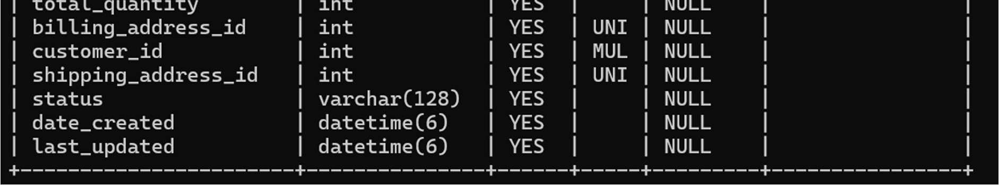 | total_quantity | int | YES | | NULL | |
| billing_address_id | int | YES | UNI | NULL | |
| customer_id | int | YES | MUL | NULL | |
| shipping_address_id | int | YES | UNI | NULL | |
| status | varchar(128) | YES | | NULL | |
| date_created | datetime(6) | YES | | NULL | |
| last_updated | datetime(6) | YES | | NULL | |
+-----------------------+----------------+------+-----+---------+----------------+